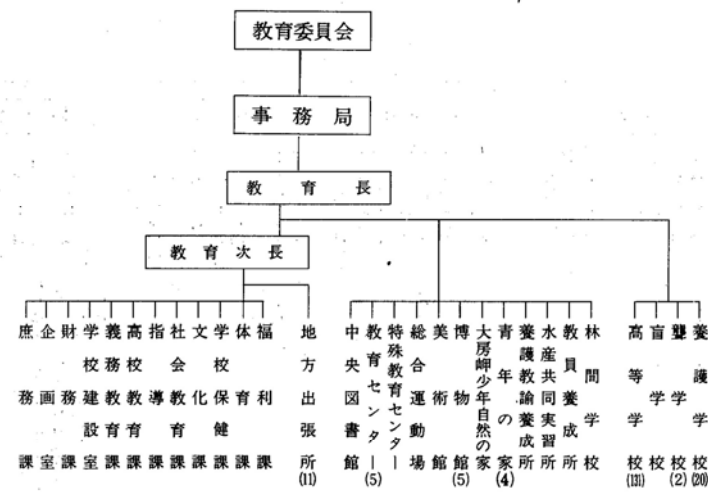 教育委員会
事務局
教育長
教育次長
庶務課
企画室
財務課
学校建設室
義務教育課
高校教育課
指導課
社会教育課
文化課
学校保健課
体育課
福利課
地方出張所(11)
中央図書館
教育センター(5)
特殊教育センター
総合運動場
美術館
博物館(5)
大房岬少年自然の家
青年の家(4)
養護教諭養成所
水産共同実習所
教員養成所
林間学校
高等学校(131)
盲学校
聾学校(2)
養護学校(20)